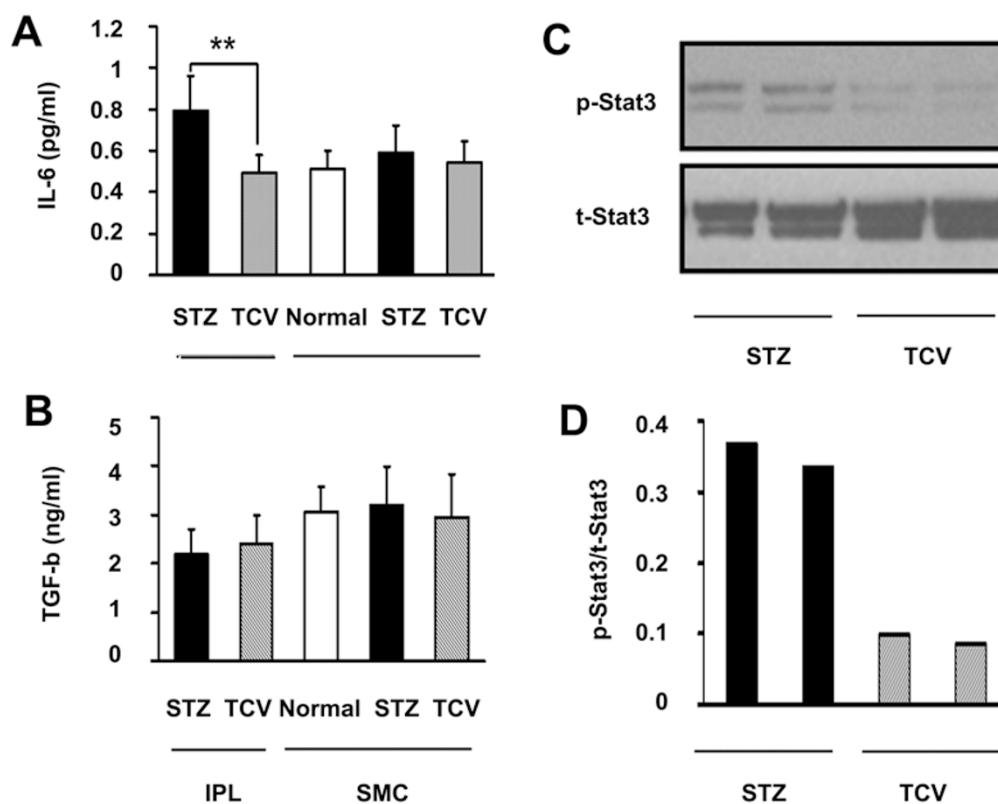 A
IL-6 (pg/ml)
1.2
1
0.8
0.6
0.4
0.2
0
**
STZ TCV Normal STZ TCV
B
TGF-b (ng/ml)
5
4
3
2
1
0
STZ TCV Normal STZ TCV
IPL SMC
C
p-Stat3
t-Stat3
STZ TCV
D
p-Stat3/t-Stat3
0.4
0.3
0.2
0.1
0
STZ TCV